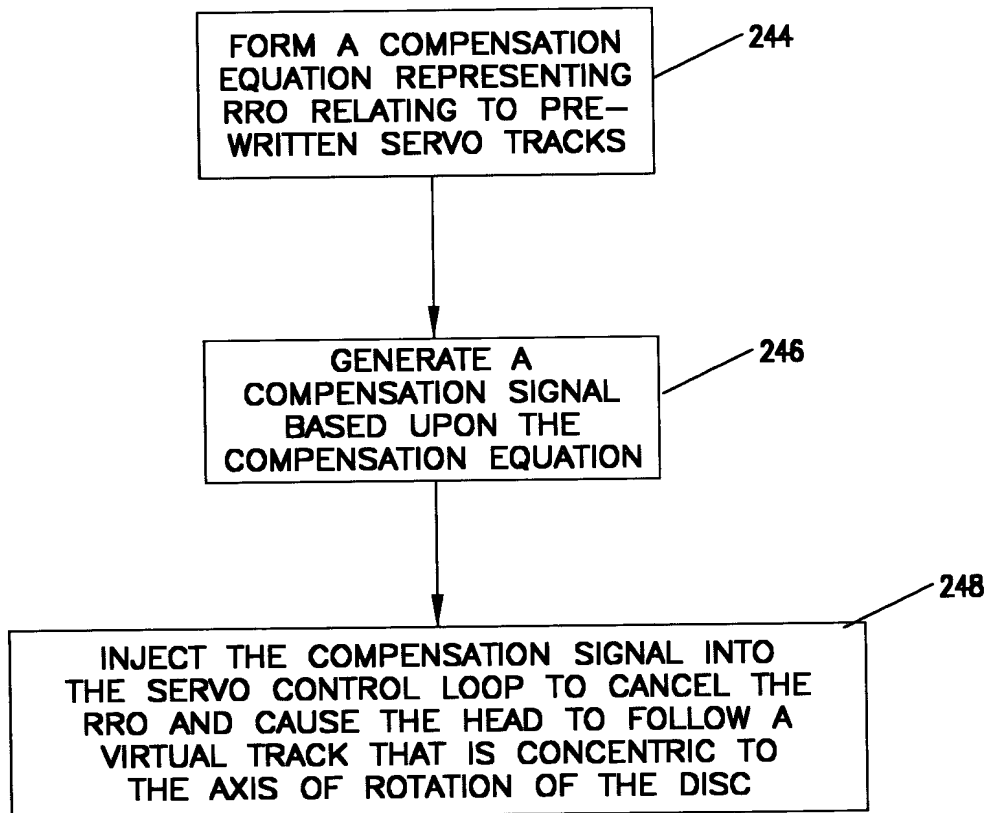 FORM A COMPENSATION
EQUATION REPRESENTING
RRO RELATING TO PRE-
WRITTEN SERVO TRACKS
244
GENERATE A
COMPENSATION SIGNAL
BASED UPON THE
COMPENSATION EQUATION
246
INJECT THE COMPENSATION SIGNAL INTO
THE SERVO CONTROL LOOP TO CANCEL THE
RRO AND CAUSE THE HEAD TO FOLLOW A
VIRTUAL TRACK THAT IS CONCENTRIC TO
THE AXIS OF ROTATION OF THE DISC
248